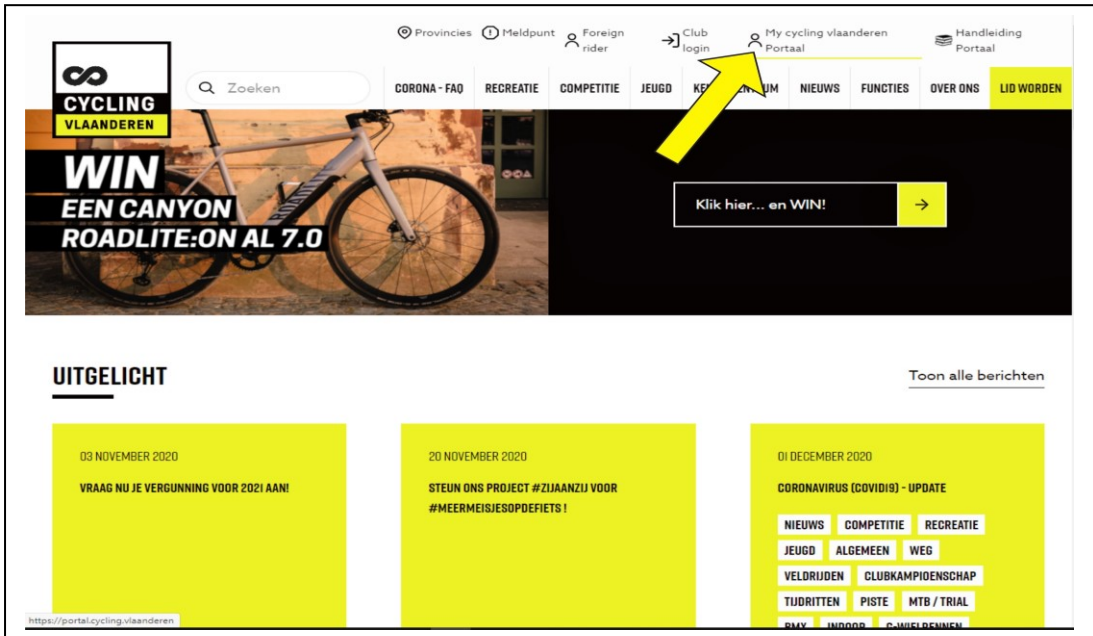 Provincies
Meldpunt
Foreign rider
Club login
My cycling vlaanderen Portaal
Handleiding Portaal
CYCLING
VLAANDEREN
Zoeken
CORONA - FAQ
RECREATIE
COMPETITIE
JEUGD
NIEUWS
FUNCTIES
OVER ONS
LID WORDEN
WIN
EEN CANYON
ROADLITE:ON AL 7.0
ROADLITE
Klik hier... en WIN!
UITGELICHT
Toon alle berichten
03 NOVEMBER 2020
VRAAG NU JE VERGUNNING VOOR 2021 AAN!
20 NOVEMBER 2020
STEUN ONS PROJECT #ZIJAANZIJ VOOR
#MEERMEISJESOPDEFIETS !
01 DECEMBER 2020
CORONAVIRUS (COVID19) - UPDATE
NIEUWS COMPETITIE RECREATIE
JEUGD ALGEMEEN WEG
VELDRIJDEN CLUBKAMPIOENSCHAP
TIJDRITTEN PISTE MTB / TRIAL
BMX INDOOR G-WIELRENNEN
https://portal.cycling.vlaanderen